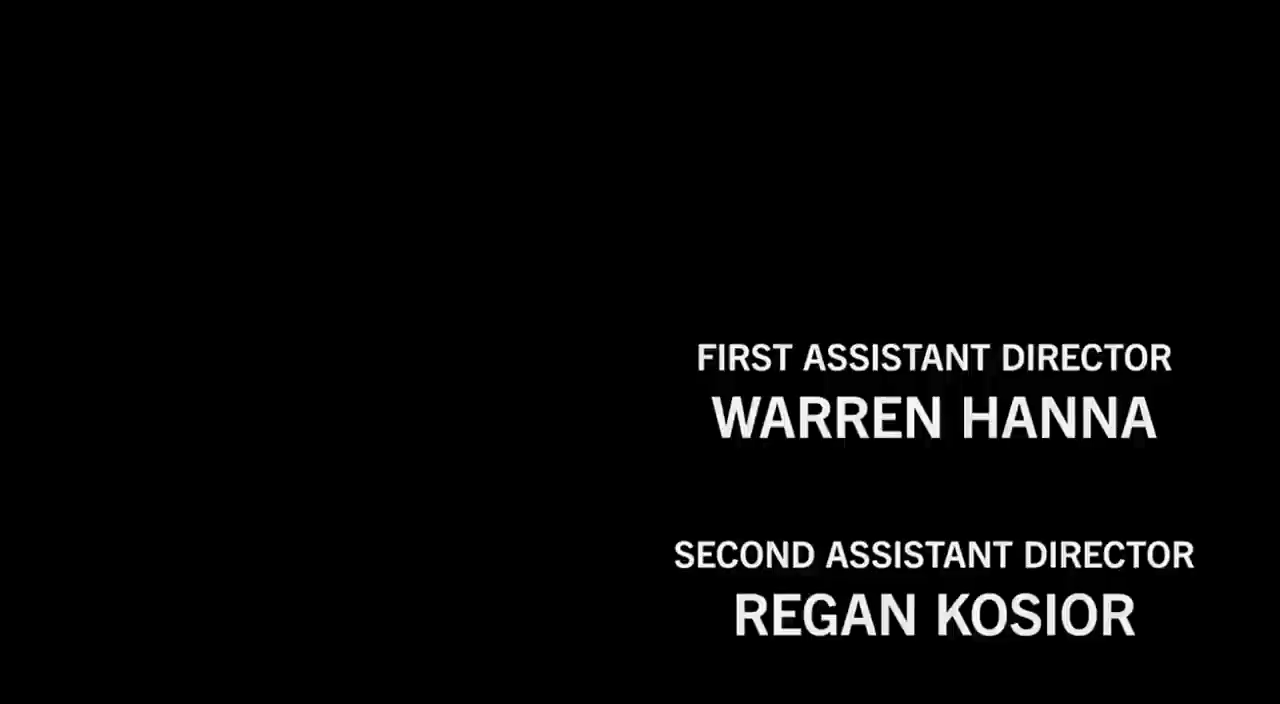 FIRST ASSISTANT DIRECTOR
WARREN HANNA
SECOND ASSISTANT DIRECTOR
REGAN KOSIOR